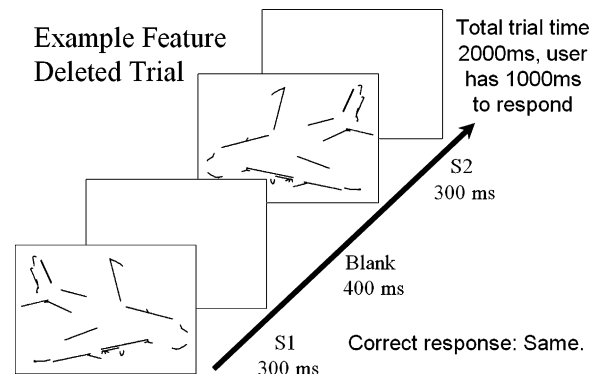 Example Feature
Deleted Trial
Total trial time
2000ms, user
has 1000ms
to respond
S2
300 ms
Blank
400 ms
S1
300 ms
Correct response: Same.